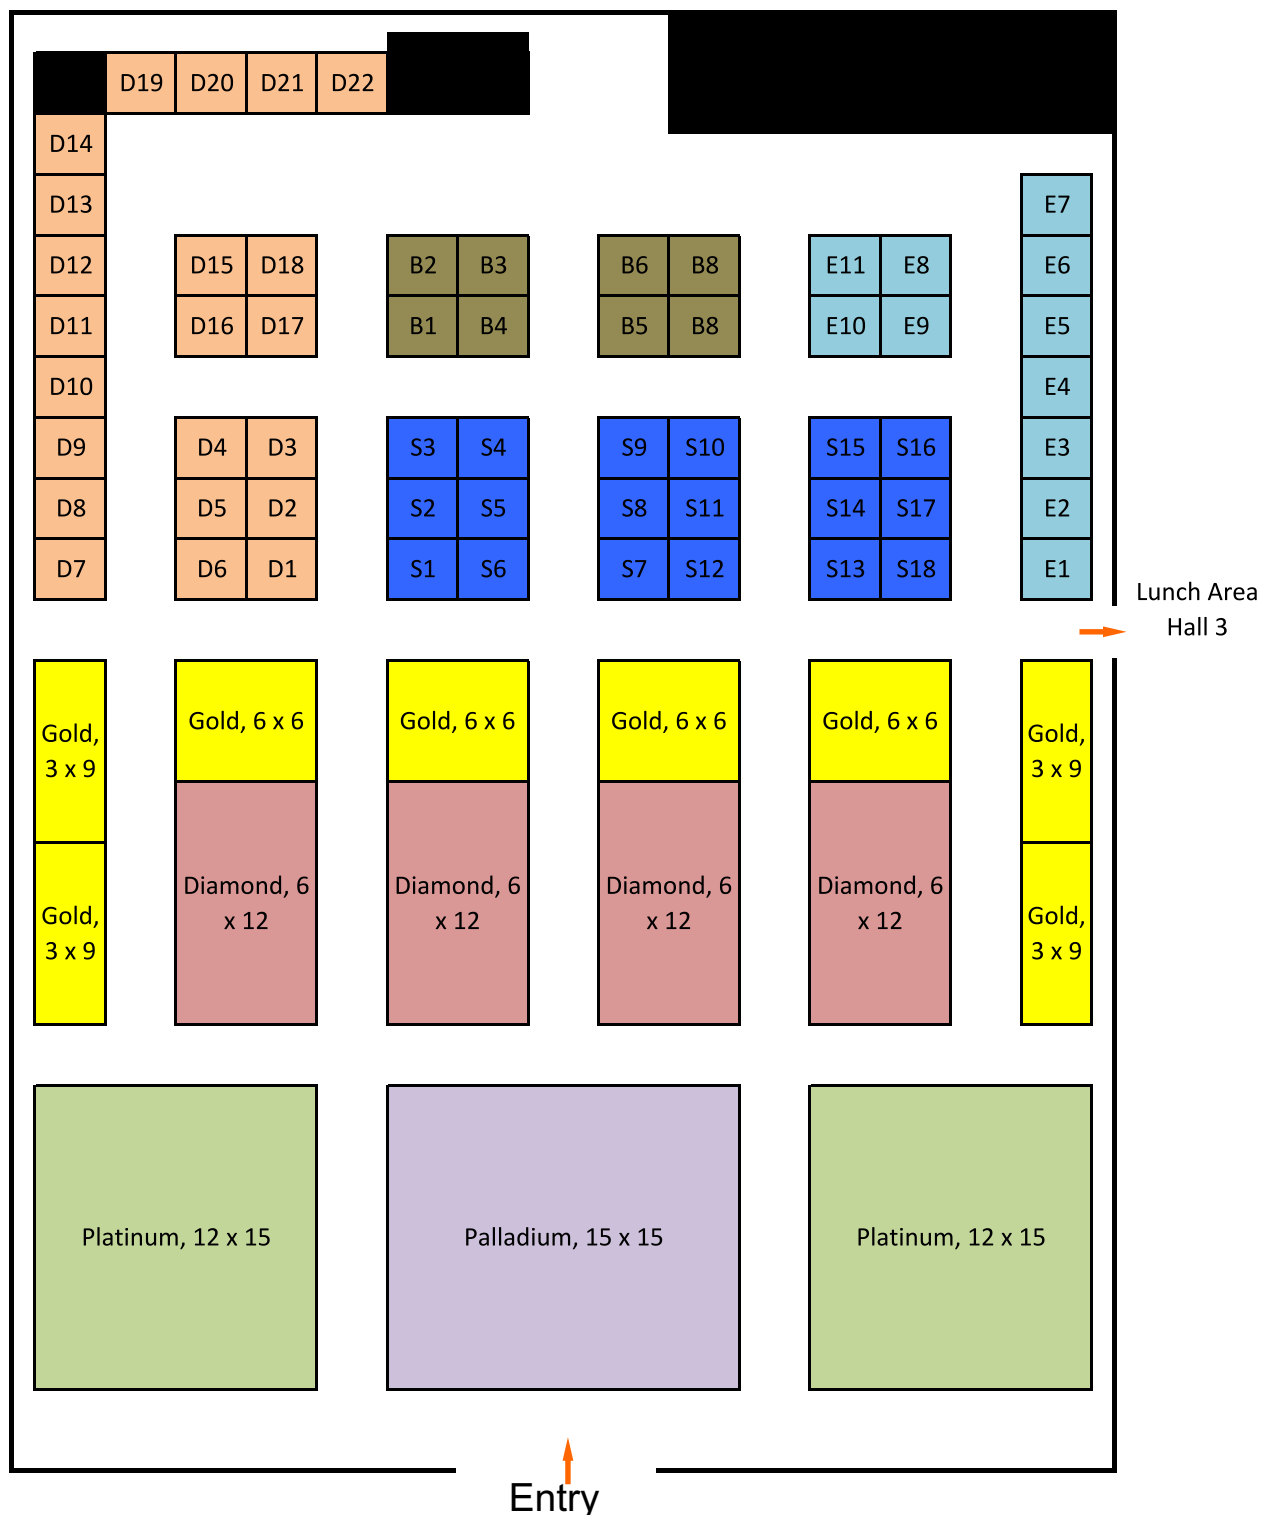 D19 D20 D21 D22
D14
D13 E7
D12 D15 D18 B2 B3 B6 B8 E11 E8 E6
D11 D16 D17 B1 B4 B5 B8 E10 E9 E5
D10 E4
D9 D4 D3 S3 S4 S9 S10 S15 S16 E3
D8 D5 D2 S2 S5 S8 S11 S14 S17 E2
D7 D6 D1 S1 S6 S7 S12 S13 S18 E1
Lunch Area
Hall 3
Gold,
3 x 9
Gold, 6 x 6
Gold, 6 x 6
Gold, 6 x 6
Gold, 6 x 6
Gold,
3 x 9
Gold,
3 x 9
Diamond, 6
x 12
Diamond, 6
x 12
Diamond, 6
x 12
Diamond, 6
x 12
Gold,
3 x 9
Platinum, 12 x 15
Palladium, 15 x 15
Platinum, 12 x 15
Entry